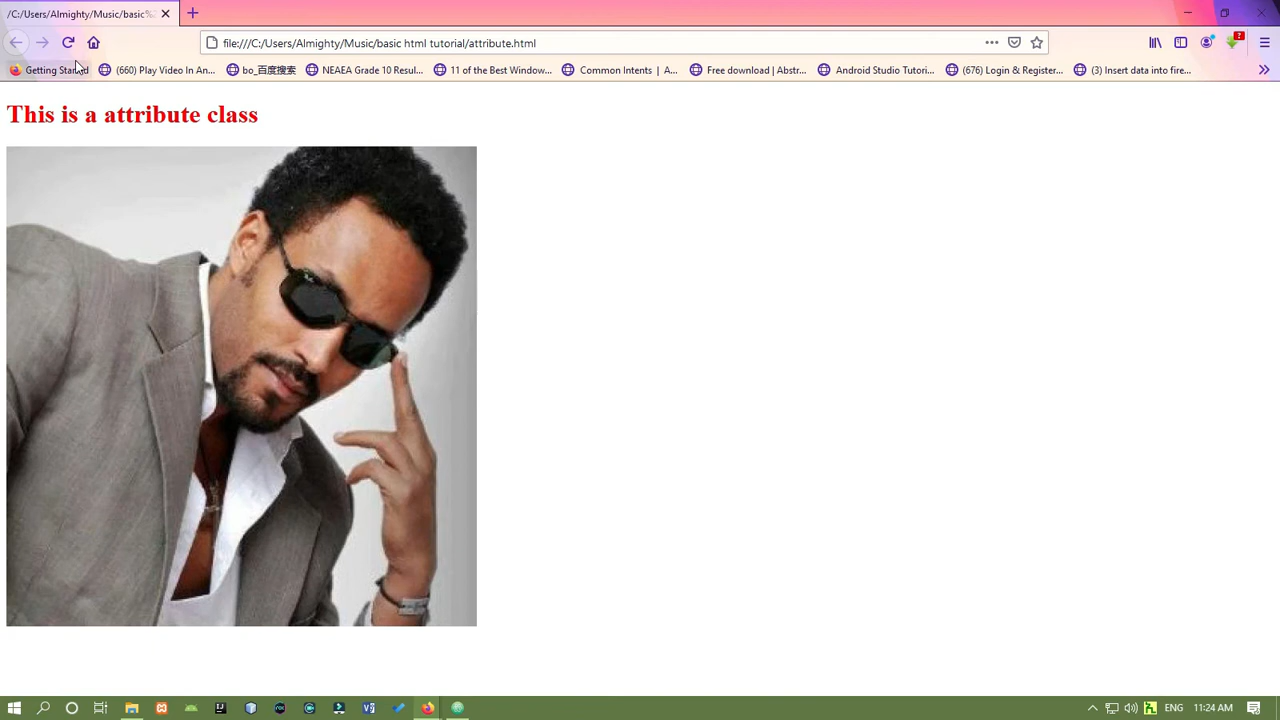 /C:/Users/Almighty/Music/basic%
file:///C:/Users/Almighty/Music/basic html tutorial/attribute.html
Getting Started
(660) Play Video In An...
bo_百度搜索
NEAEA Grade 10 Resul...
11 of the Best Window...
Common Intents | A...
Free download | Abstr...
Android Studio Tutori...
(676) Login & Register...
(3) Insert data into fire...
This is a attribute class
ENG
11:24 AM